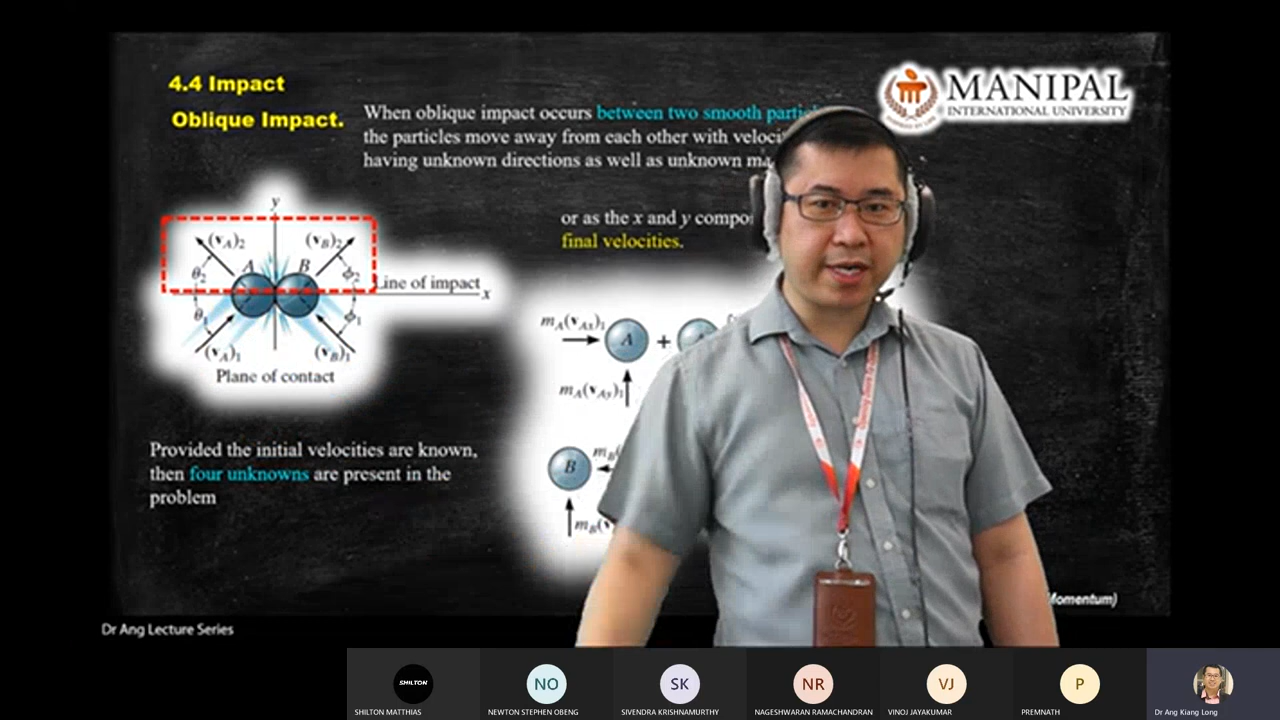 4.4 Impact
Oblique Impact.
When oblique impact occurs between two smooth
the particles move away from each other with
having unknown directions as well as unknown
MANIPAL
INTERNATIONAL UNIVERSITY
y
(vA)2
(vB)2
θ2
A
B
ϕ2
Line of impact
x
θ1
ϕ1
(vA)1
(vB)1
Plane of contact
or as the x and y
final velocities.
mA(vAx)1
A
+
mA(vAy)1
B
Provided the initial velocities are known,
then four unknowns are present in the
problem
Momentum)
Dr Ang Lecture Series
SHILTON
NO
SK
NR
VJ
P
SHILTON MATTHIAS
NEWTON STEPHEN OBENG
SIVENDRA KRISHNAMURTHY
NAGESHWARAN RAMACHANDRAN
VINOJ JAYAKUMAR
PREMNATH
Dr Ang Kiang Long